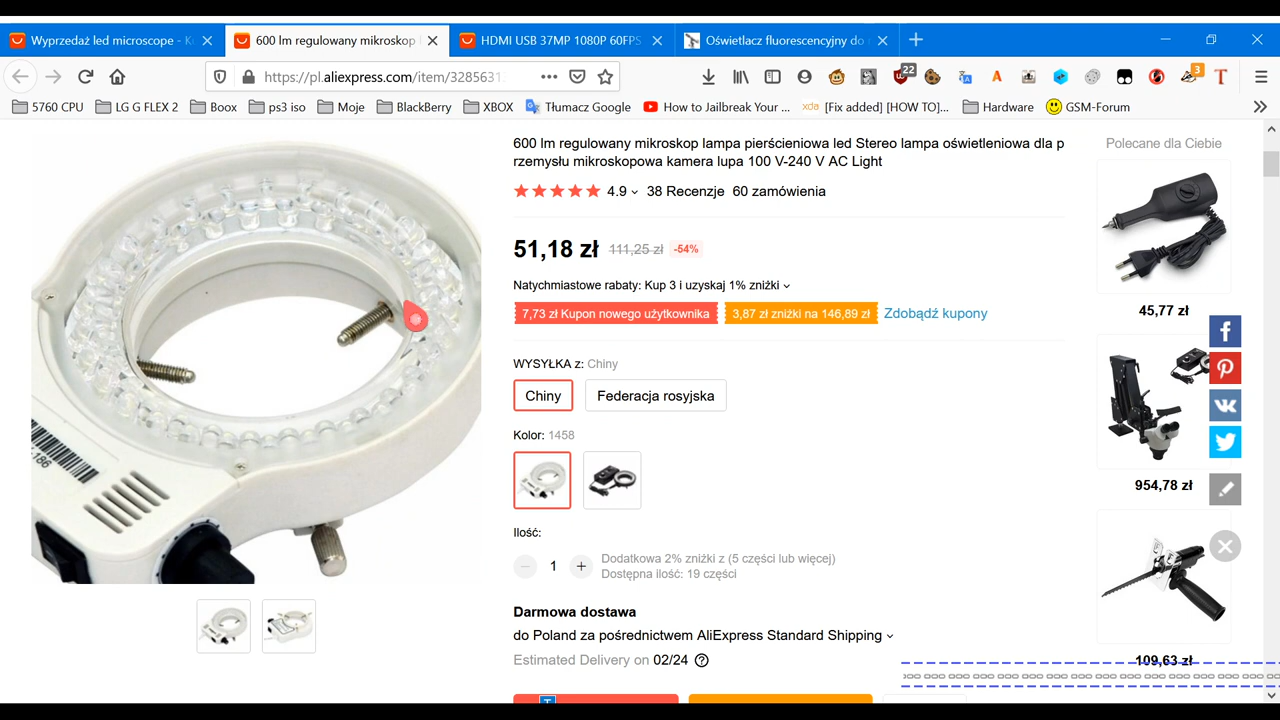 Wyprzedaż led microscope - K
600 lm regulowany mikroskop l
HDMI USB 37MP 1080P 60FPS
Oświetlacz fluorescencyjny do
https://pl.aliexpress.com/item/3285631
22
3
5760 CPU
LG G FLEX 2
Boox
ps3 iso
Moje
BlackBerry
XBOX
Tłumacz Google
How to Jailbreak Your ...
xda [Fix added] [HOW TO]...
Hardware
GSM-Forum
600 lm regulowany mikroskop lampa pierścieniowa led Stereo lampa oświetleniowa dla p
rzemysłu mikroskopowa kamera lupa 100 V-240 V AC Light
4.9 38 Recenzje 60 zamówienia
51,18 zł 111,25 zł -54%
Natychmiastowe rabaty: Kup 3 i uzyskaj 1% zniżki
7,73 zł Kupon nowego użytkownika 3,87 zł zniżki na 146,89 zł Zdobądź kupony
WYSYŁKA z: Chiny
Chiny Federacja rosyjska
Kolor: 1458
Ilość:
1
Dodatkowa 2% zniżki z (5 części lub więcej)
Dostępna ilość: 19 części
Darmowa dostawa
do Poland za pośrednictwem AliExpress Standard Shipping
Estimated Delivery on 02/24
Polecane dla Ciebie
45,77 zł
954,78 zł
109,63 zł